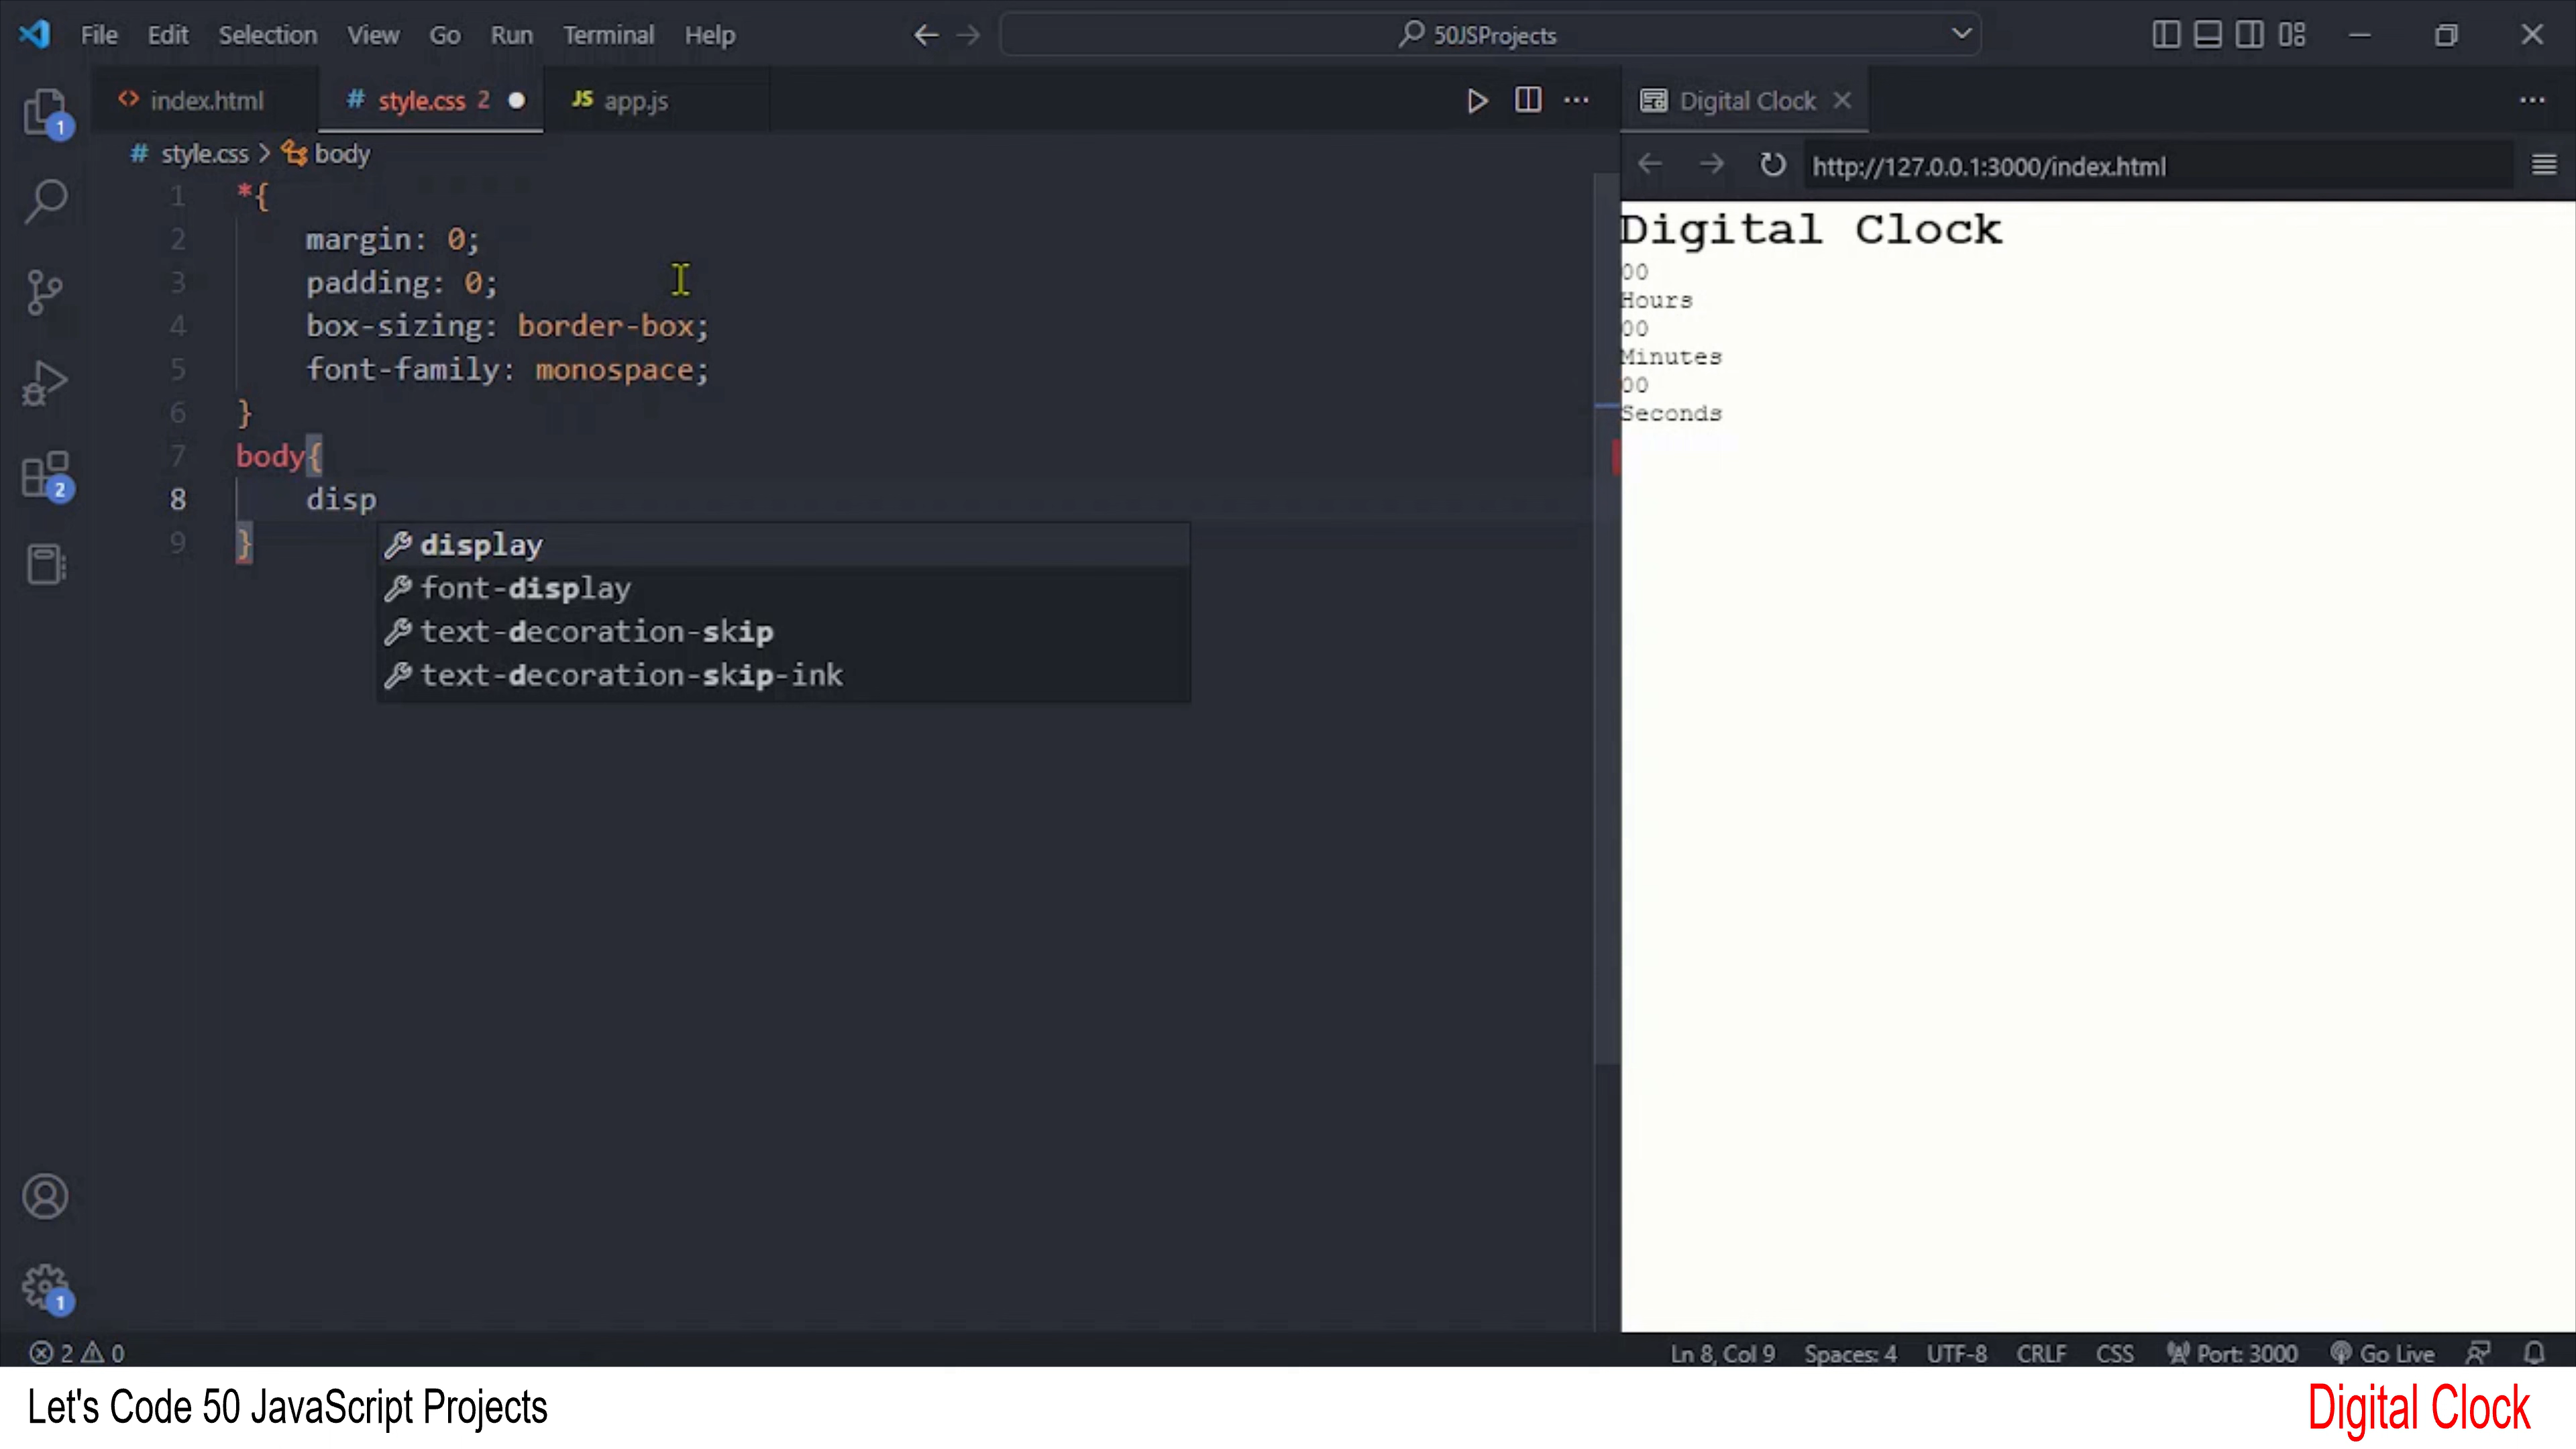 File Edit Selection View Go Run Terminal Help
50JSProjects
index.html
style.css 2
app.js
Digital Clock
# style.css > body
http://127.0.0.1:3000/index.html
1 *{
2 margin: 0;
3 padding: 0;
4 box-sizing: border-box;
5 font-family: monospace;
6 }
7 body{
8 disp
9 }
display
font-display
text-decoration-skip
text-decoration-skip-ink
Digital Clock
00
Hours
00
Minutes
00
Seconds
1
2
1
2 0
Ln 8, Col 9 Spaces: 4 UTF-8 CRLF CSS Port: 3000 Go Live
Let's Code 50 JavaScript Projects
Digital Clock